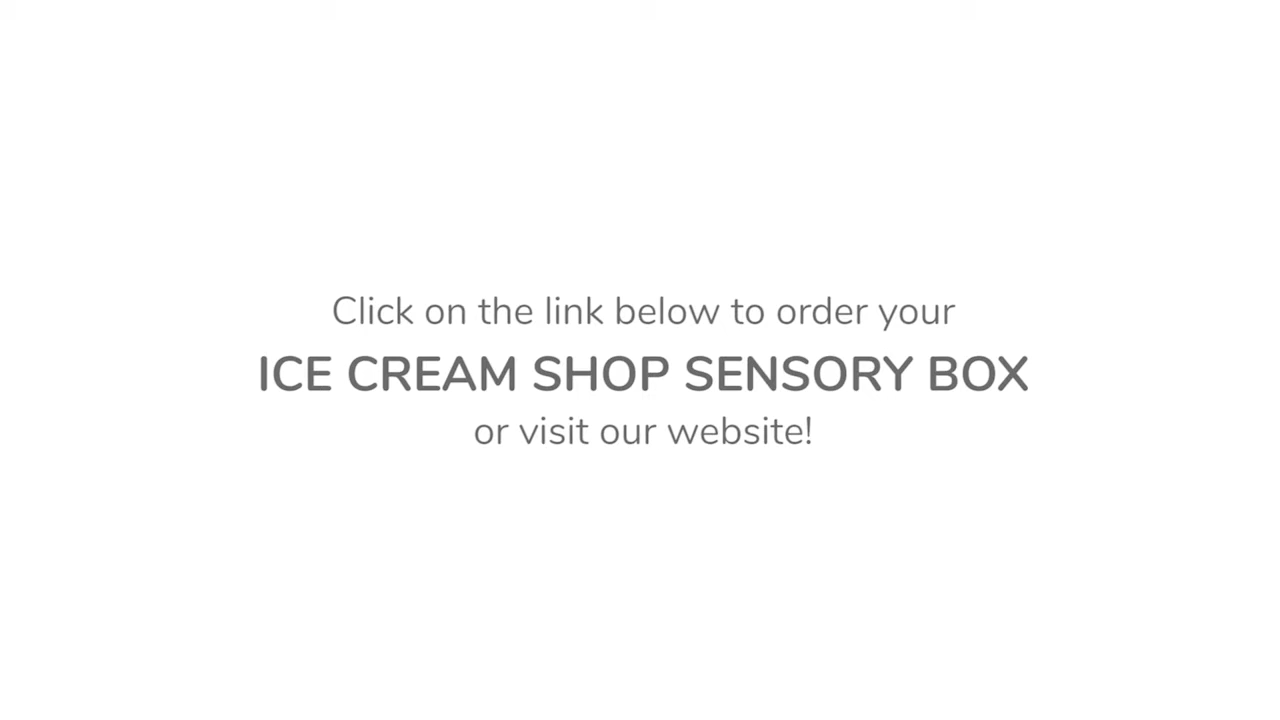 Click on the link below to order your
ICE CREAM SHOP SENSORY BOX
or visit our website!